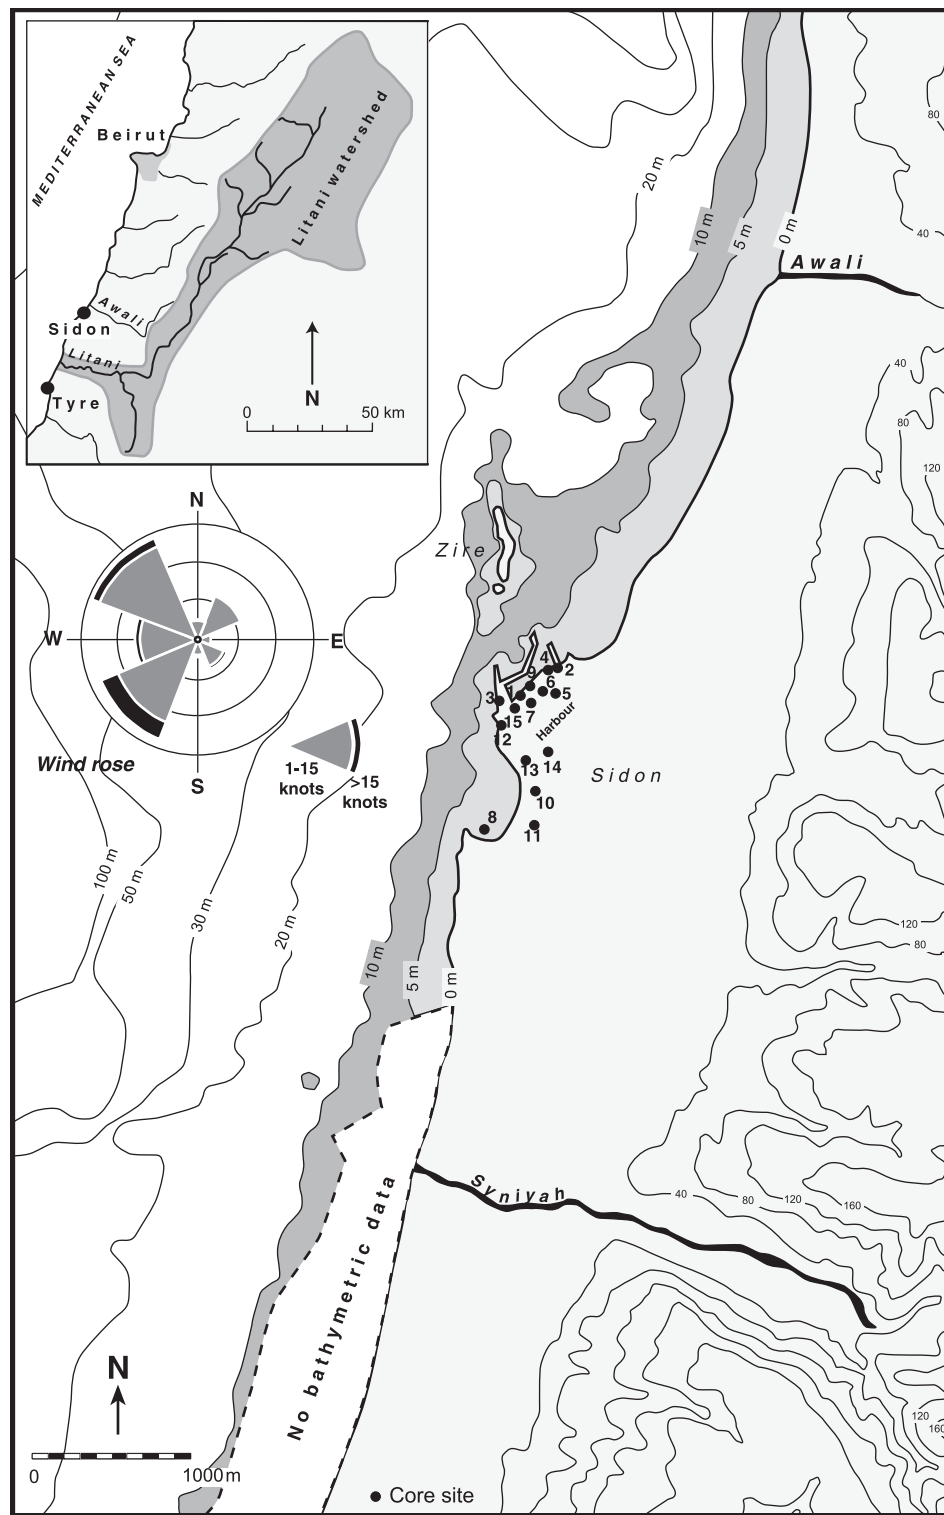 MEDITERRANEAN SEA
Beirut
Litani watershed
Awali
Sidon
Litani
Tyre
N
0 50 km
20 m
10 m
5 m
0 m
Awali
80
40
40
80
120
Zire
N
W
E
S
Wind rose
1-15
knots
>15
knots
4
2
9
6
5
3
1
7
15
12
Harbour
13
14
Sidon
10
8
11
100 m
50 m
30 m
20 m
10 m
5 m
0 m
120
80
Syniyah
40
80
120
160
No bathymetric data
N
0 1000 m
120
160
Core site